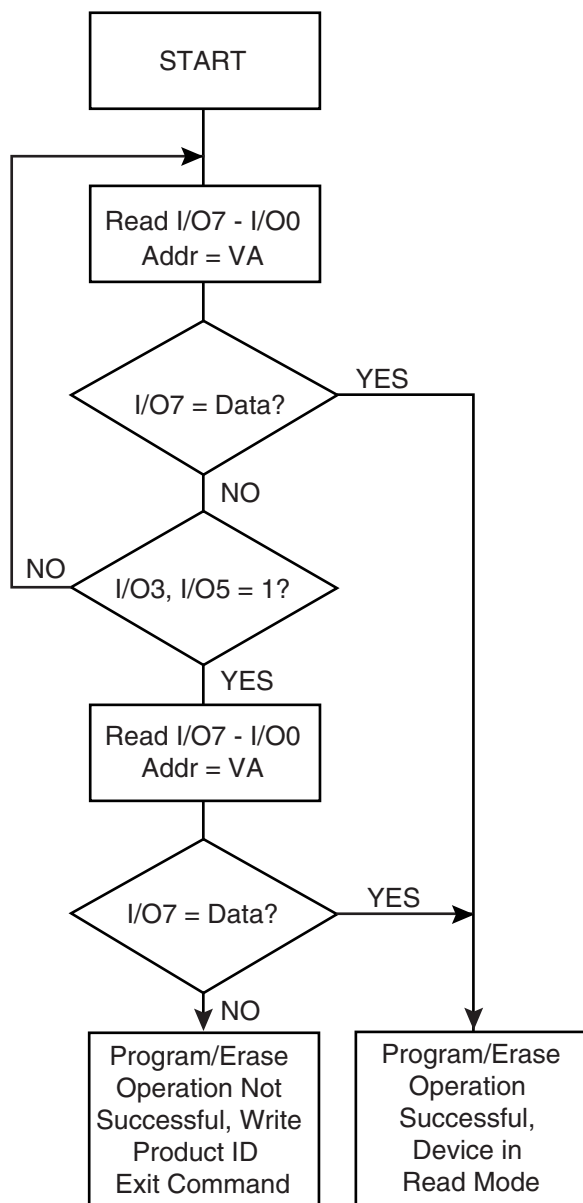 START
Read I/O7 - I/O0
Addr = VA
I/O7 = Data?
YES
NO
I/O3, I/O5 = 1?
NO
YES
Read I/O7 - I/O0
Addr = VA
I/O7 = Data?
YES
NO
Program/Erase
Operation Not
Successful, Write
Product ID
Exit Command
Program/Erase
Operation
Successful,
Device in
Read Mode